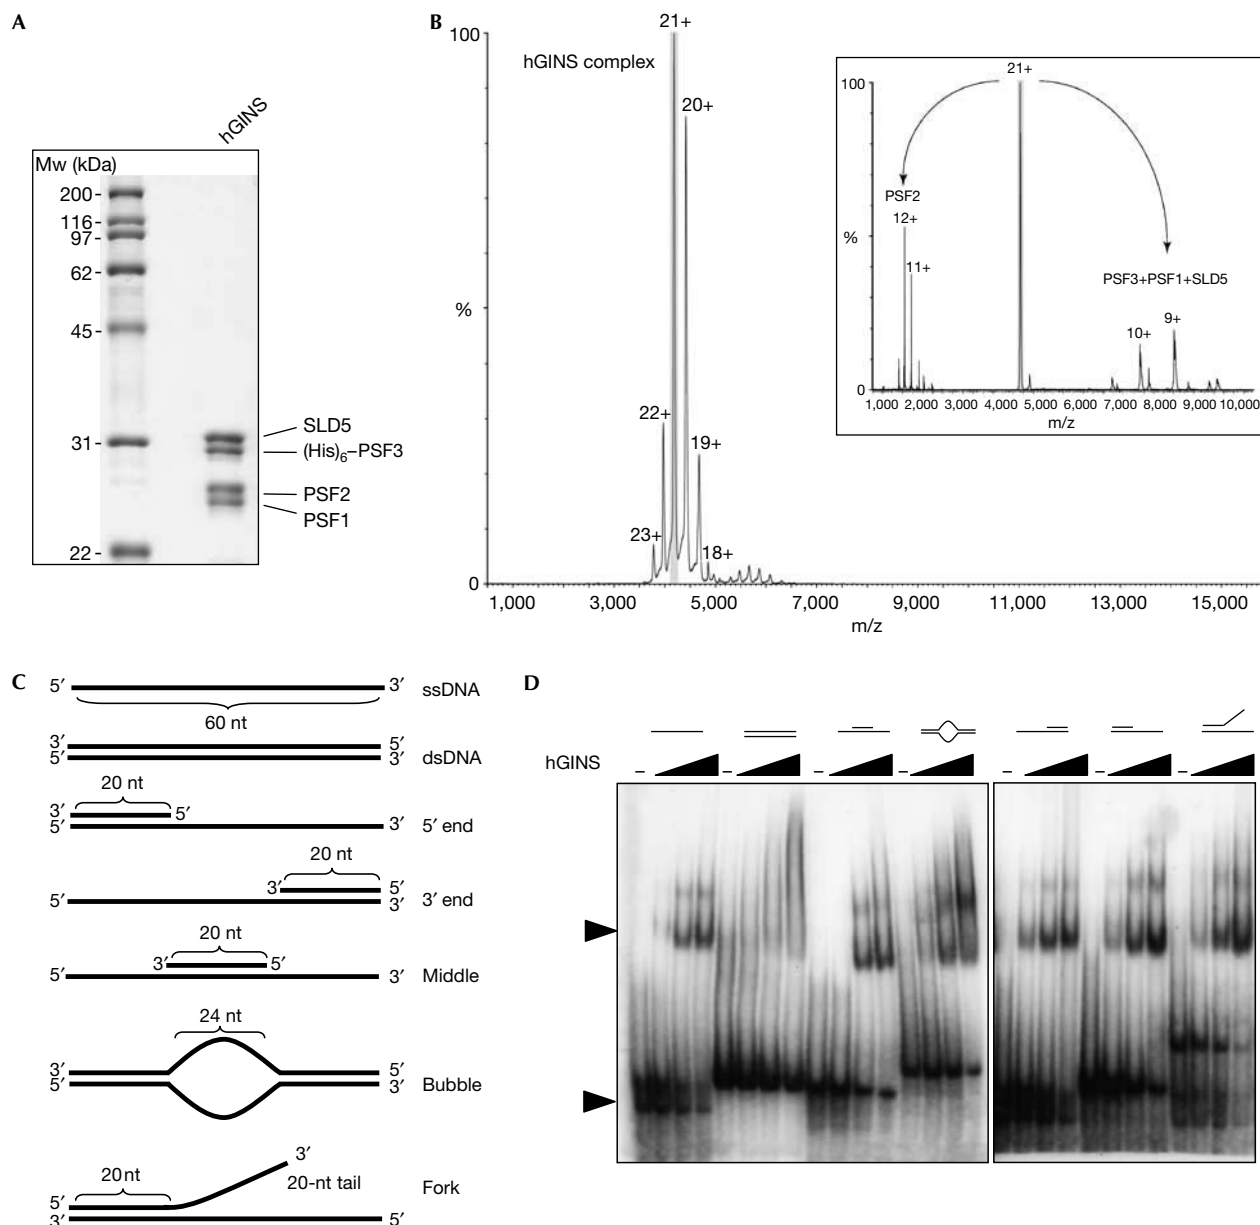 A
hGINS
Mw (kDa)
200
116
97
62
45
31
22
SLD5
(His)6–PSF3
PSF2
PSF1
B
100
%
0
hGINS complex
23+
22+
21+
20+
19+
18+
1,000 3,000 5,000 7,000 9,000 11,000 13,000 15,000
m/z
100
%
0
21+
PSF2
12+
11+
PSF3+PSF1+SLD5
10+
9+
1,000 2,000 3,000 4,000 5,000 6,000 7,000 8,000 9,000 10,000
m/z
C
5′ 3′ ssDNA
60 nt
3′ 5′
5′ 3′ dsDNA
20 nt
3′ 5′
5′ 3′ 5′ end
20 nt
3′ 5′
5′ 3′ 3′ end
20 nt
3′ 5′
5′ 3′ Middle
24 nt
3′ 5′
5′ 3′ Bubble
3′
20nt 20-nt tail
5′ Fork
3′ 5′
D
hGINS – – – – – – –